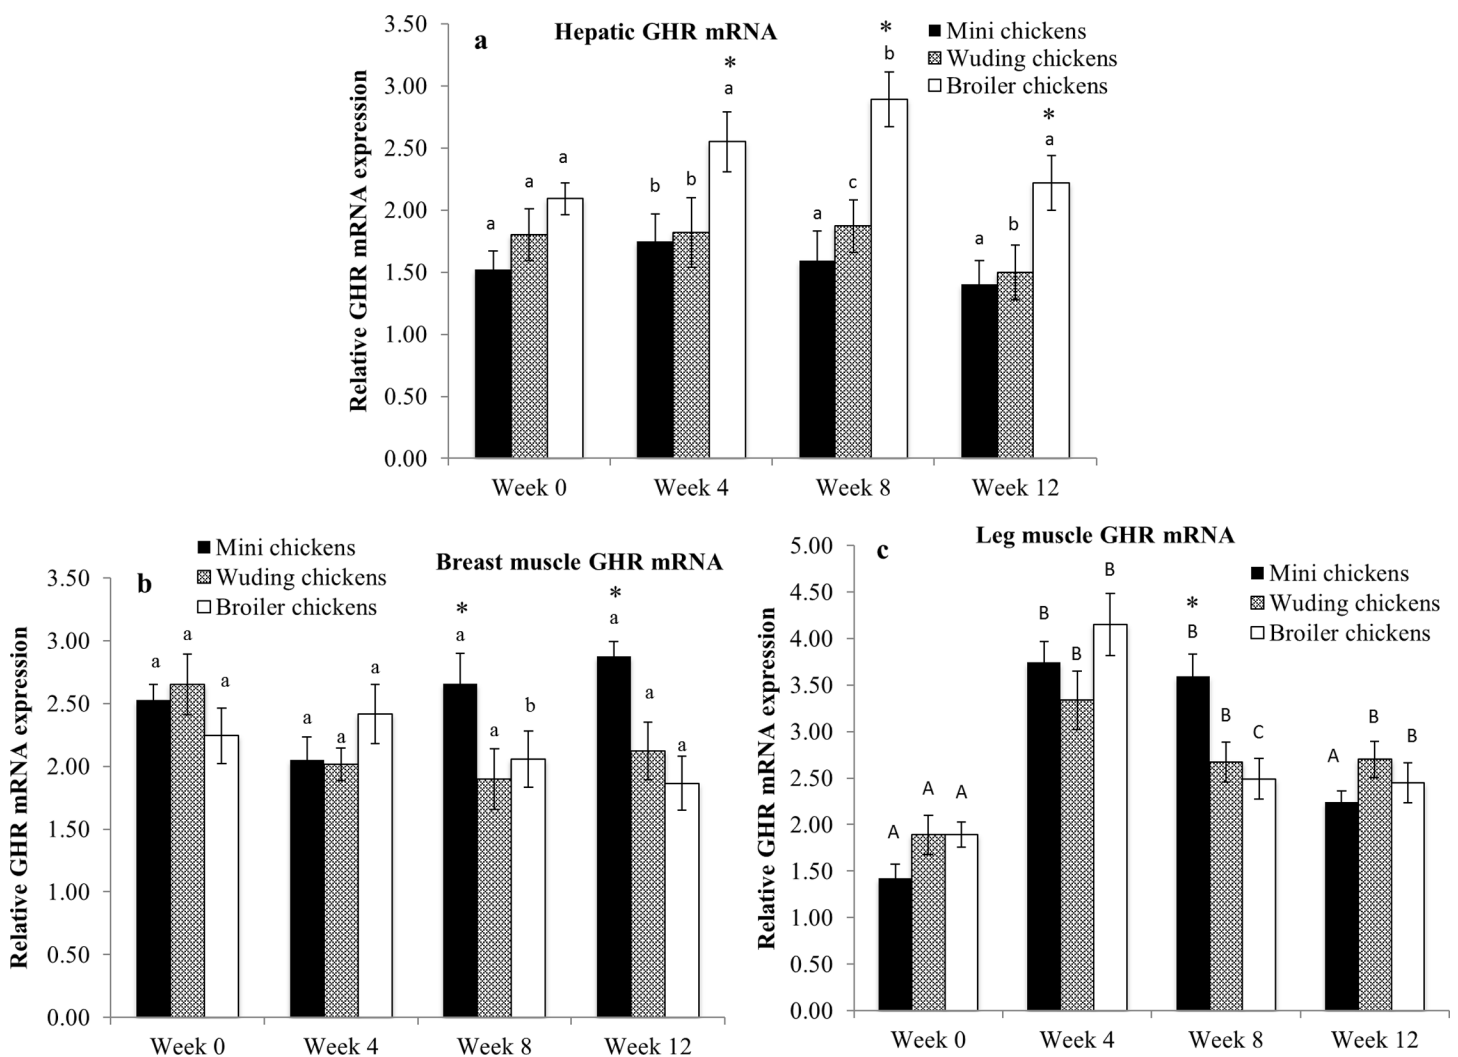 a
Hepatic GHR mRNA
Mini chickens
Wuding chickens
Broiler chickens
Relative GHR mRNA expression
3.50
3.00
2.50
2.00
1.50
1.00
0.50
0.00
a
a
a
b
b
a
*
a
c
b
*
a
b
a
*
Week 0
Week 4
Week 8
Week 12
b
Breast muscle GHR mRNA
Mini chickens
Wuding chickens
Broiler chickens
Relative GHR mRNA expression
3.50
3.00
2.50
2.00
1.50
1.00
0.50
0.00
a
a
a
a
a
a
*
a
a
b
*
a
a
a
Week 0
Week 4
Week 8
Week 12
c
Leg muscle GHR mRNA
Mini chickens
Wuding chickens
Broiler chickens
Relative GHR mRNA expression
5.00
4.50
4.00
3.50
3.00
2.50
2.00
1.50
1.00
0.50
0.00
A
A
A
B
B
B
*
B
B
C
A
B
B
Week 0
Week 4
Week 8
Week 12